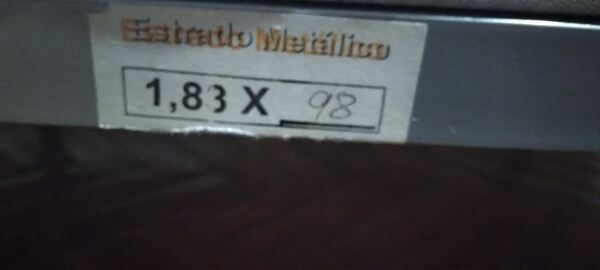 Estrado Metálico
1,83 X 98